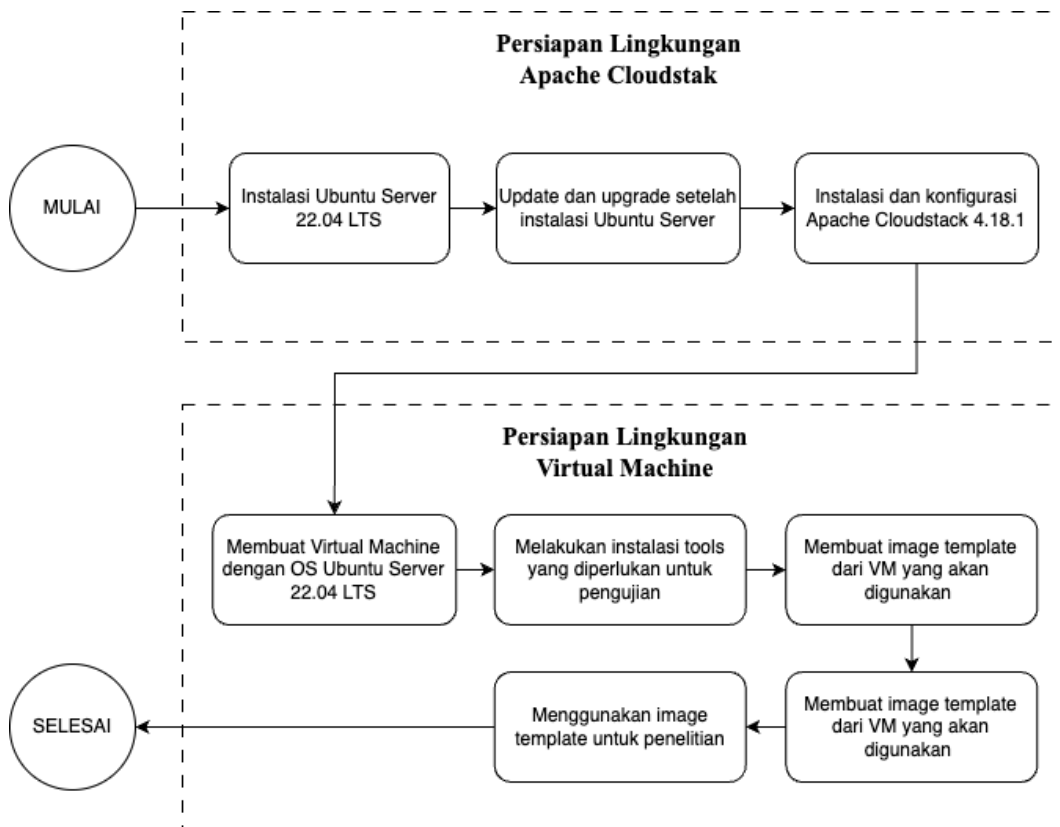 Persiapan Lingkungan
Apache Cloudstak
MULAI
Instalasi Ubuntu Server
22.04 LTS
Update dan upgrade setelah
instalasi Ubuntu Server
Instalasi dan konfigurasi
Apache Cloudstack 4.18.1
Persiapan Lingkungan
Virtual Machine
Membuat Virtual Machine
dengan OS Ubuntu Server
22.04 LTS
Melakukan instalasi tools
yang diperlukan untuk
pengujian
Membuat image template
dari VM yang akan
digunakan
Membuat image template
dari VM yang akan
digunakan
Menggunakan image
template untuk penelitian
SELESAI